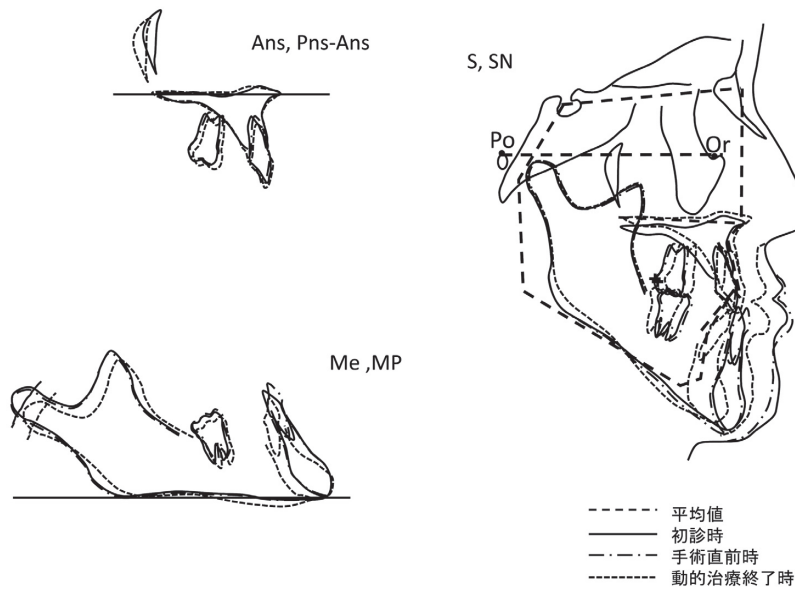 Ans, Pns-Ans
S, SN
Po
Or
Me ,MP
平均値
初診時
手術直前時
動的治療終了時